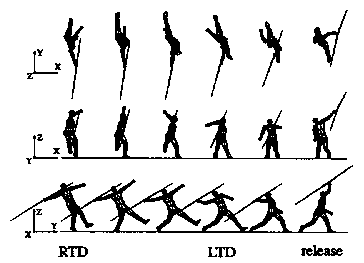 Y
Z X
Z
Y X
Z
X Y
RTD LTD release